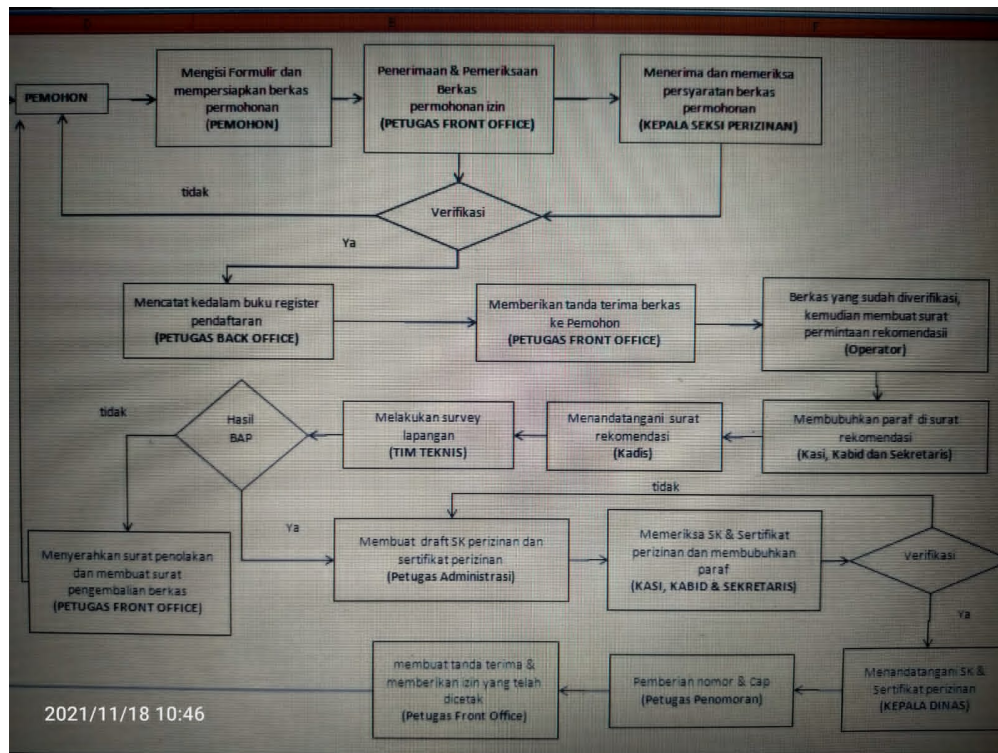 C
E
F
PEMOHON
Mengisi Formulir dan
mempersiapkan berkas
permohonan
(PEMOHON)
Penerimaan & Pemeriksaan
Berkas
permohonan izin
(PETUGAS FRONT OFFICE)
Menerima dan memeriksa
persyaratan berkas
permohonan
(KEPALA SEKSI PERIZINAN)
tidak
Verifikasi
Ya
Mencatat kedalam buku register
pendaftaran
(PETUGAS BACK OFFICE)
Memberikan tanda terima berkas
ke Pemohon
(PETUGAS FRONT OFFICE)
Berkas yang sudah diverifikasi,
kemudian membuat surat
permintaan rekomendasii
(Operator)
Membubuhkan paraf di surat
rekomendasi
(Kasi, Kabid dan Sekretaris)
Menandatangani surat
rekomendasi
(Kadis)
Melakukan survey
lapangan
(TIM TEKNIS)
Hasil
BAP
tidak
Ya
Menyerahkan surat penolakan
dan membuat surat
pengembalian berkas
(PETUGAS FRONT OFFICE)
Membuat draft SK perizinan dan
sertifikat perizinan
(Petugas Administrasi)
tidak
Memeriksa SK & Sertifikat
perizinan dan membubuhkan
paraf
(KASI, KABID & SEKRETARIS)
Verifikasi
Ya
Menandatangani SK &
Sertifikat perizinan
(KEPALA DINAS)
Pemberian nomor & Cap
(Petugas Penomoran)
membuat tanda terima &
memberikan izin yang telah
dicetak
(Petugas Front Office)
2021/11/18 10:46